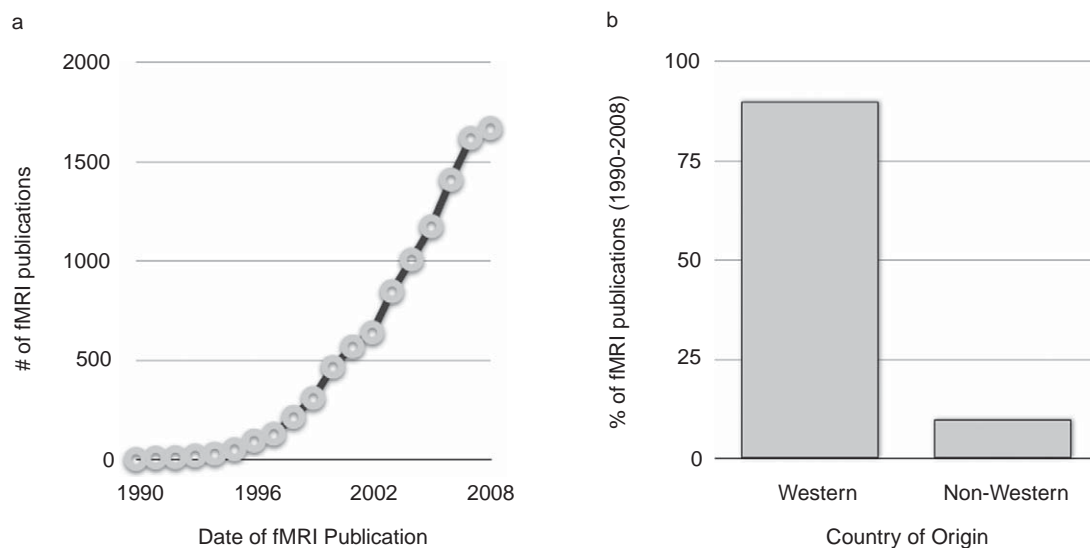 a
2000
1500
1000
500
0
# of fMRI publications
1990 1996 2002 2008
Date of fMRI Publication
b
100
75
50
25
0
% of fMRI publications (1990-2008)
Western Non-Western
Country of Origin